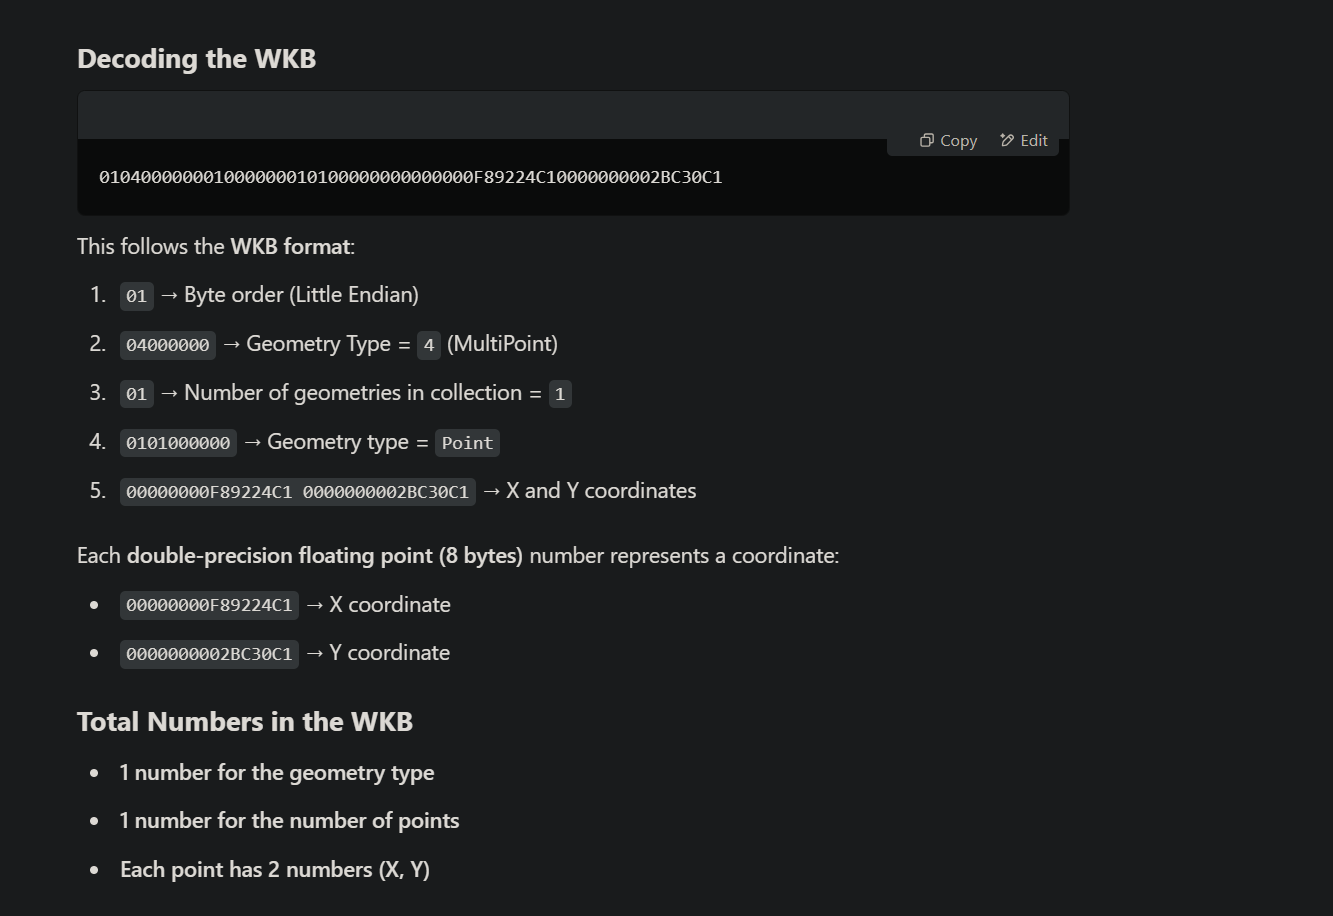 Decoding the WKB
Copy
Edit
010400000001000000010100000000000000F89224C10000000002BC30C1
This follows the WKB format:
1. 01 → Byte order (Little Endian)
2. 04000000 → Geometry Type = 4 (MultiPoint)
3. 01 → Number of geometries in collection = 1
4. 0101000000 → Geometry type = Point
5. 00000000F89224C1 0000000002BC30C1 → X and Y coordinates
Each double-precision floating point (8 bytes) number represents a coordinate:
• 00000000F89224C1 → X coordinate
• 0000000002BC30C1 → Y coordinate
Total Numbers in the WKB
• 1 number for the geometry type
• 1 number for the number of points
• Each point has 2 numbers (X, Y)